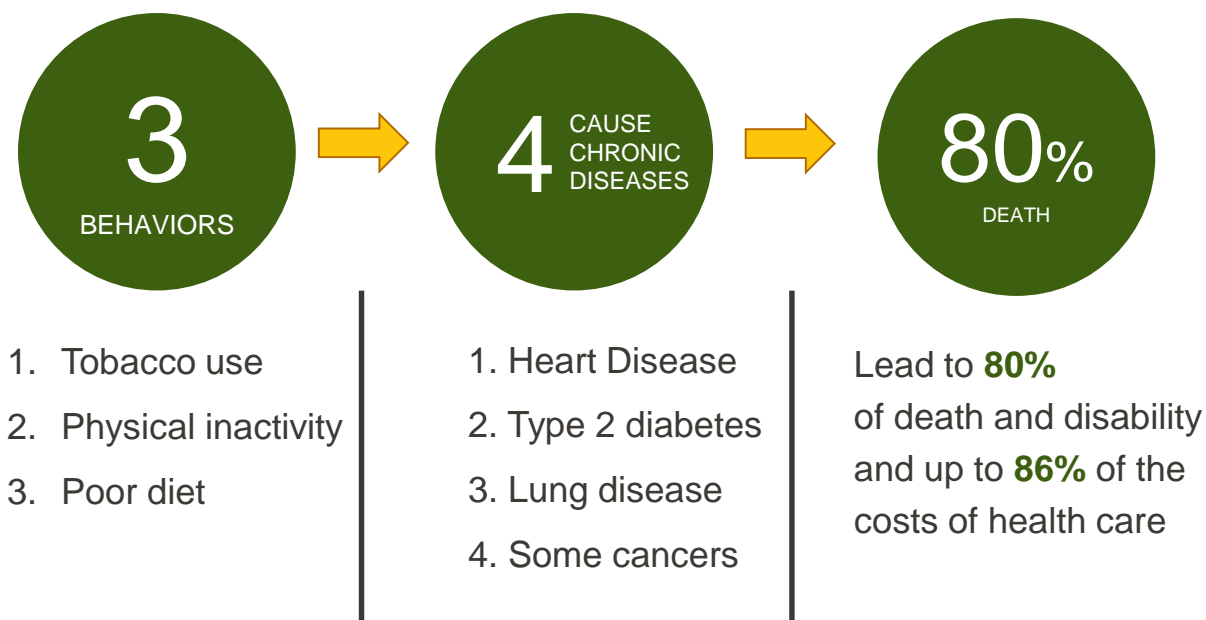 3
BEHAVIORS
4
CAUSE
CHRONIC
DISEASES
80%
DEATH
1. Tobacco use
2. Physical inactivity
3. Poor diet
1. Heart Disease
2. Type 2 diabetes
3. Lung disease
4. Some cancers
Lead to 80%
of death and disability
and up to 86% of the
costs of health care